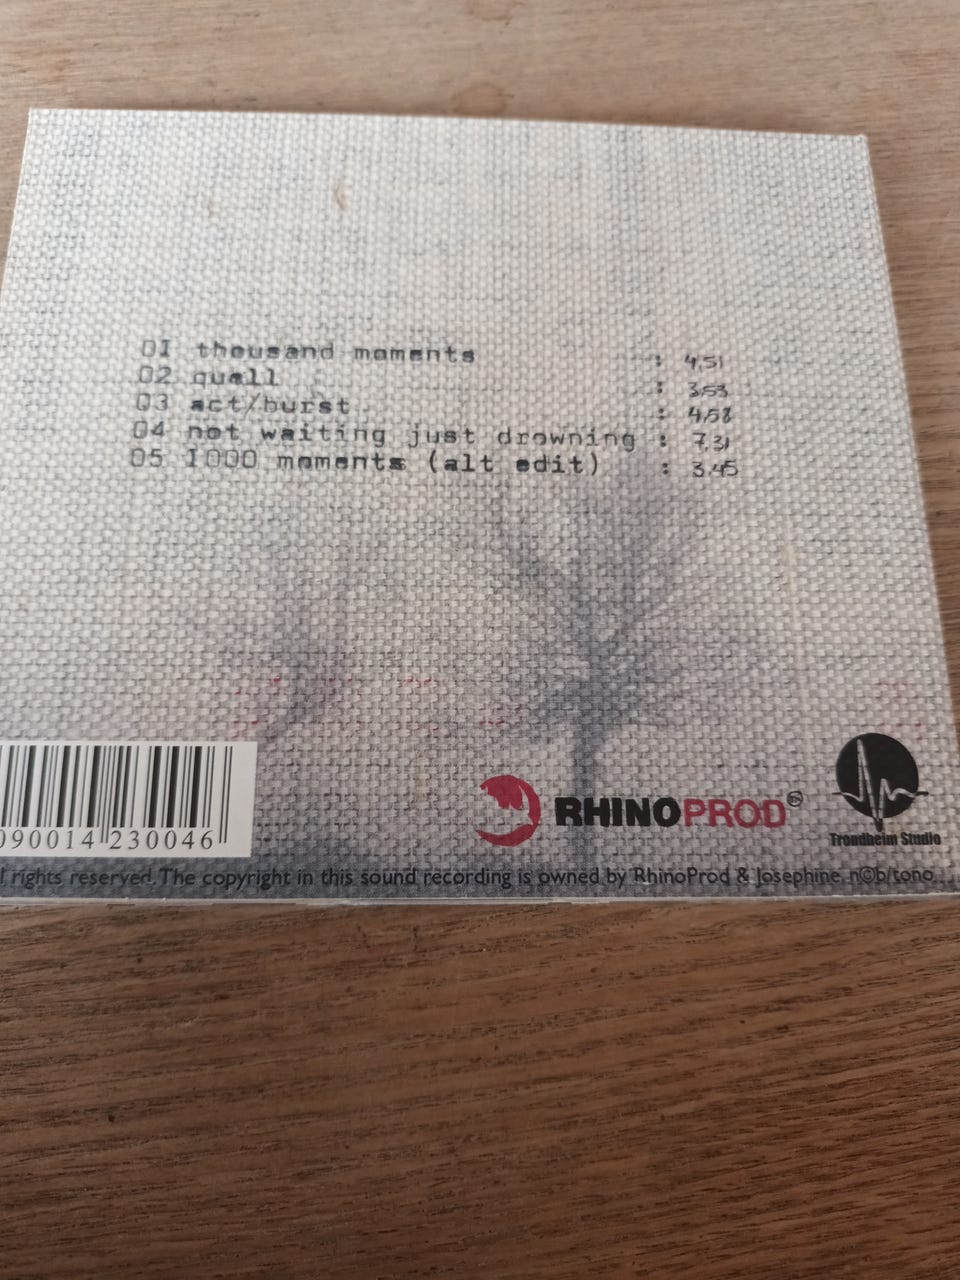 01 thousand moments : 4,51
02 quell : 3,53
03 act/burst : 4,58
04 not waiting just drowning : 7,31
05 1000 moments (alt edit) : 3,45
090014 230046
RHINOPROD
Trondheim Studio
rights reserved. The copyright in this sound recording is owned by RhinoProd & Josephine. n©b/tono